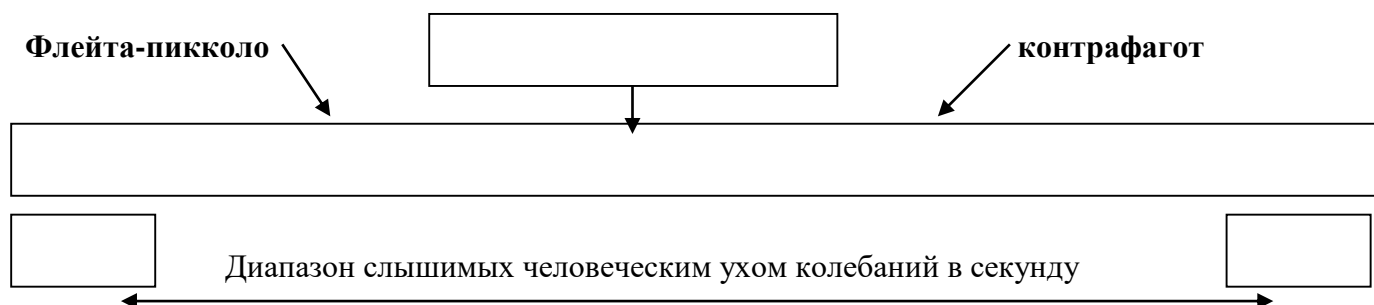 Флейта-пикколо
контрафагот
Диапазон слышимых человеческим ухом колебаний в секунду